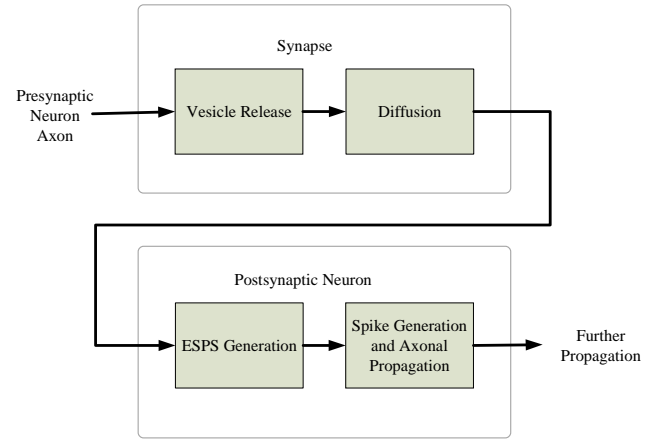 Synapse
Presynaptic
Neuron
Axon
Vesicle Release
Diffusion
Postsynaptic Neuron
ESPS Generation
Spike Generation
and Axonal
Propagation
Further
Propagation